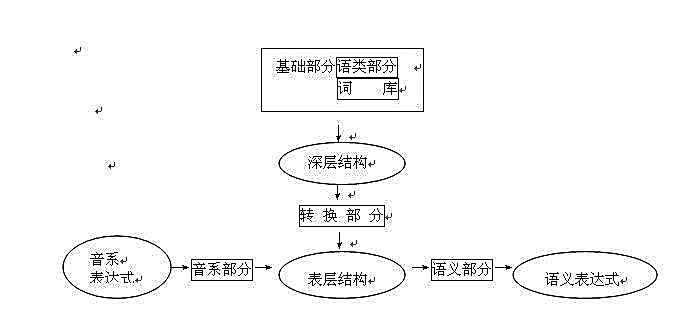 基础部分 语类部分
词 库
深层结构
转 换 部 分
音系
表达式
音系部分
表层结构
语义部分
语义表达式